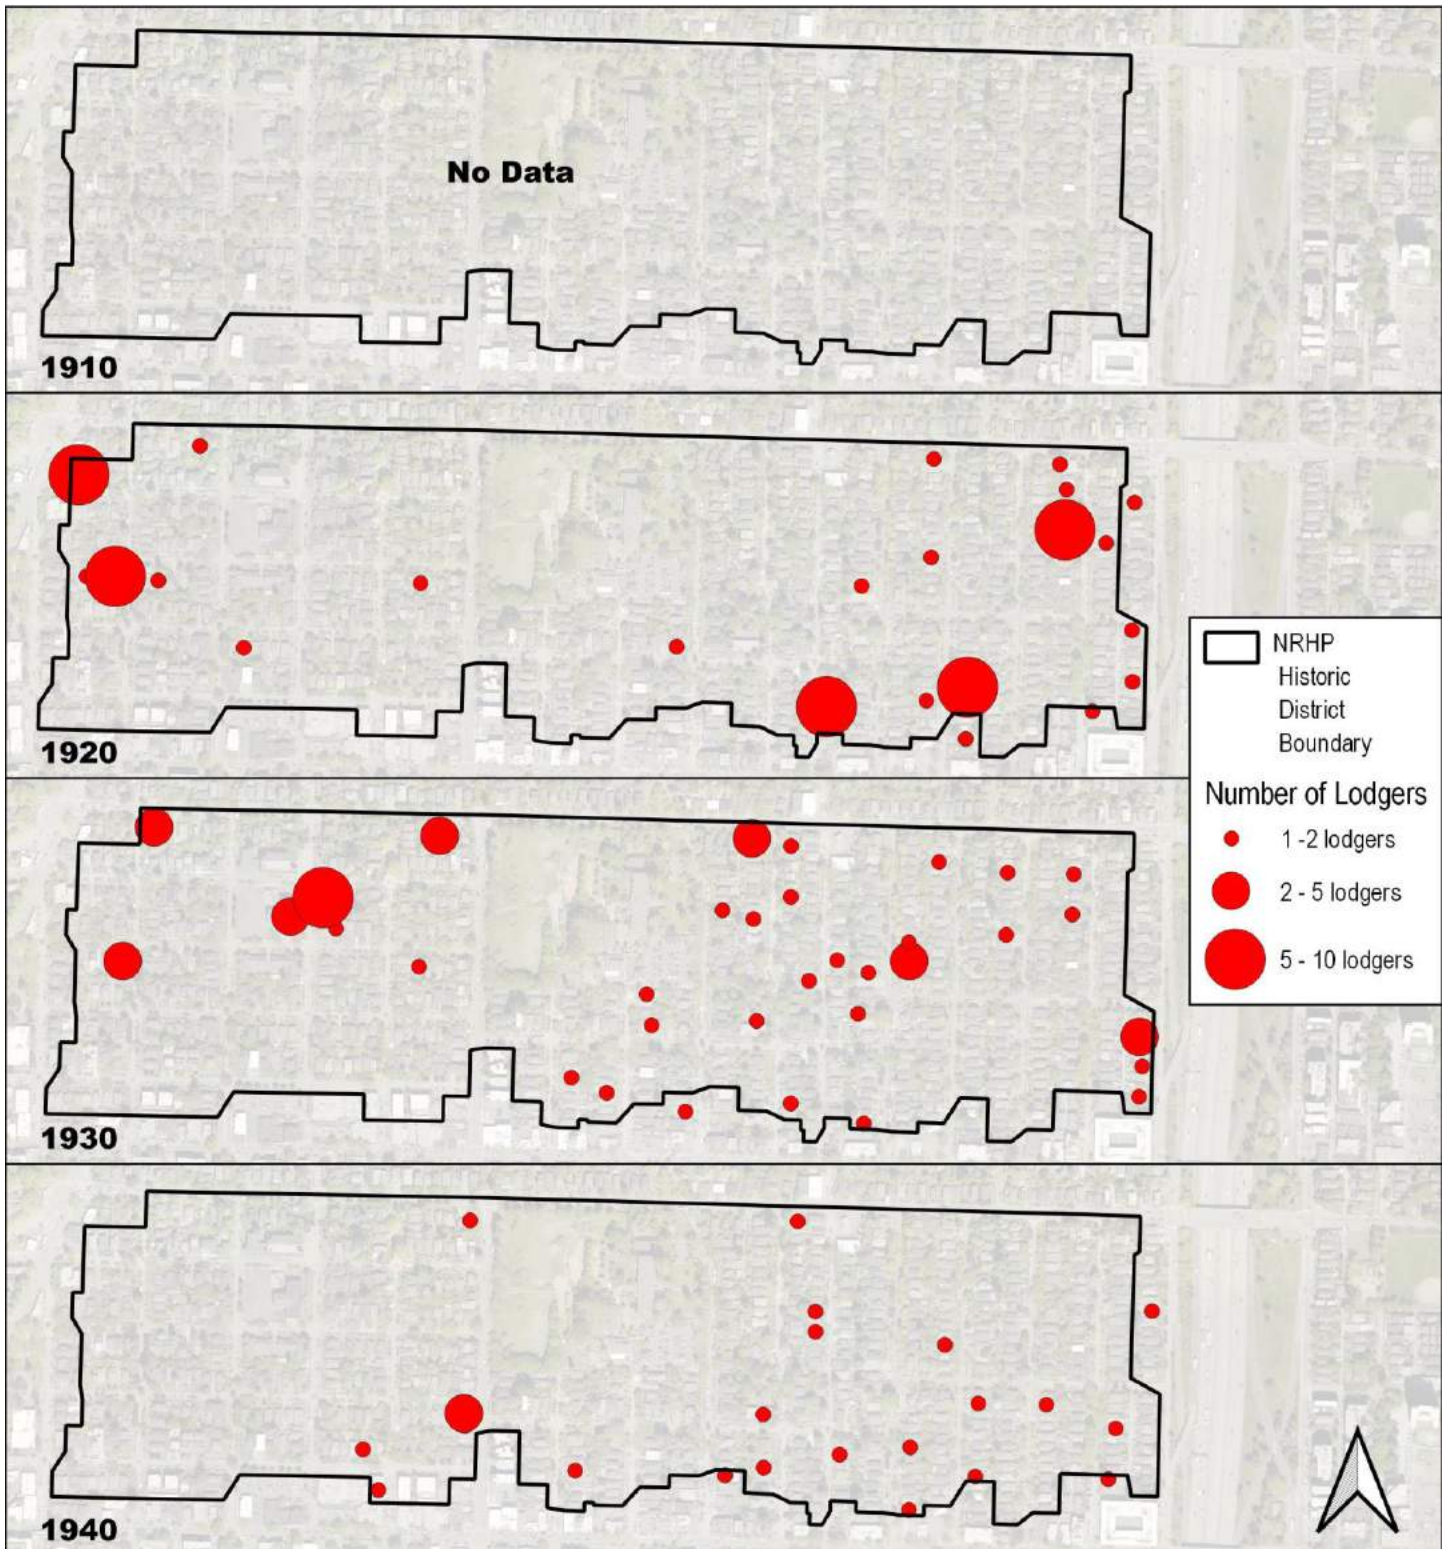 No Data
1910
1920
NRHP
Historic
District
Boundary
Number of Lodgers
1 -2 lodgers
2 - 5 lodgers
5 - 10 lodgers
1930
1940